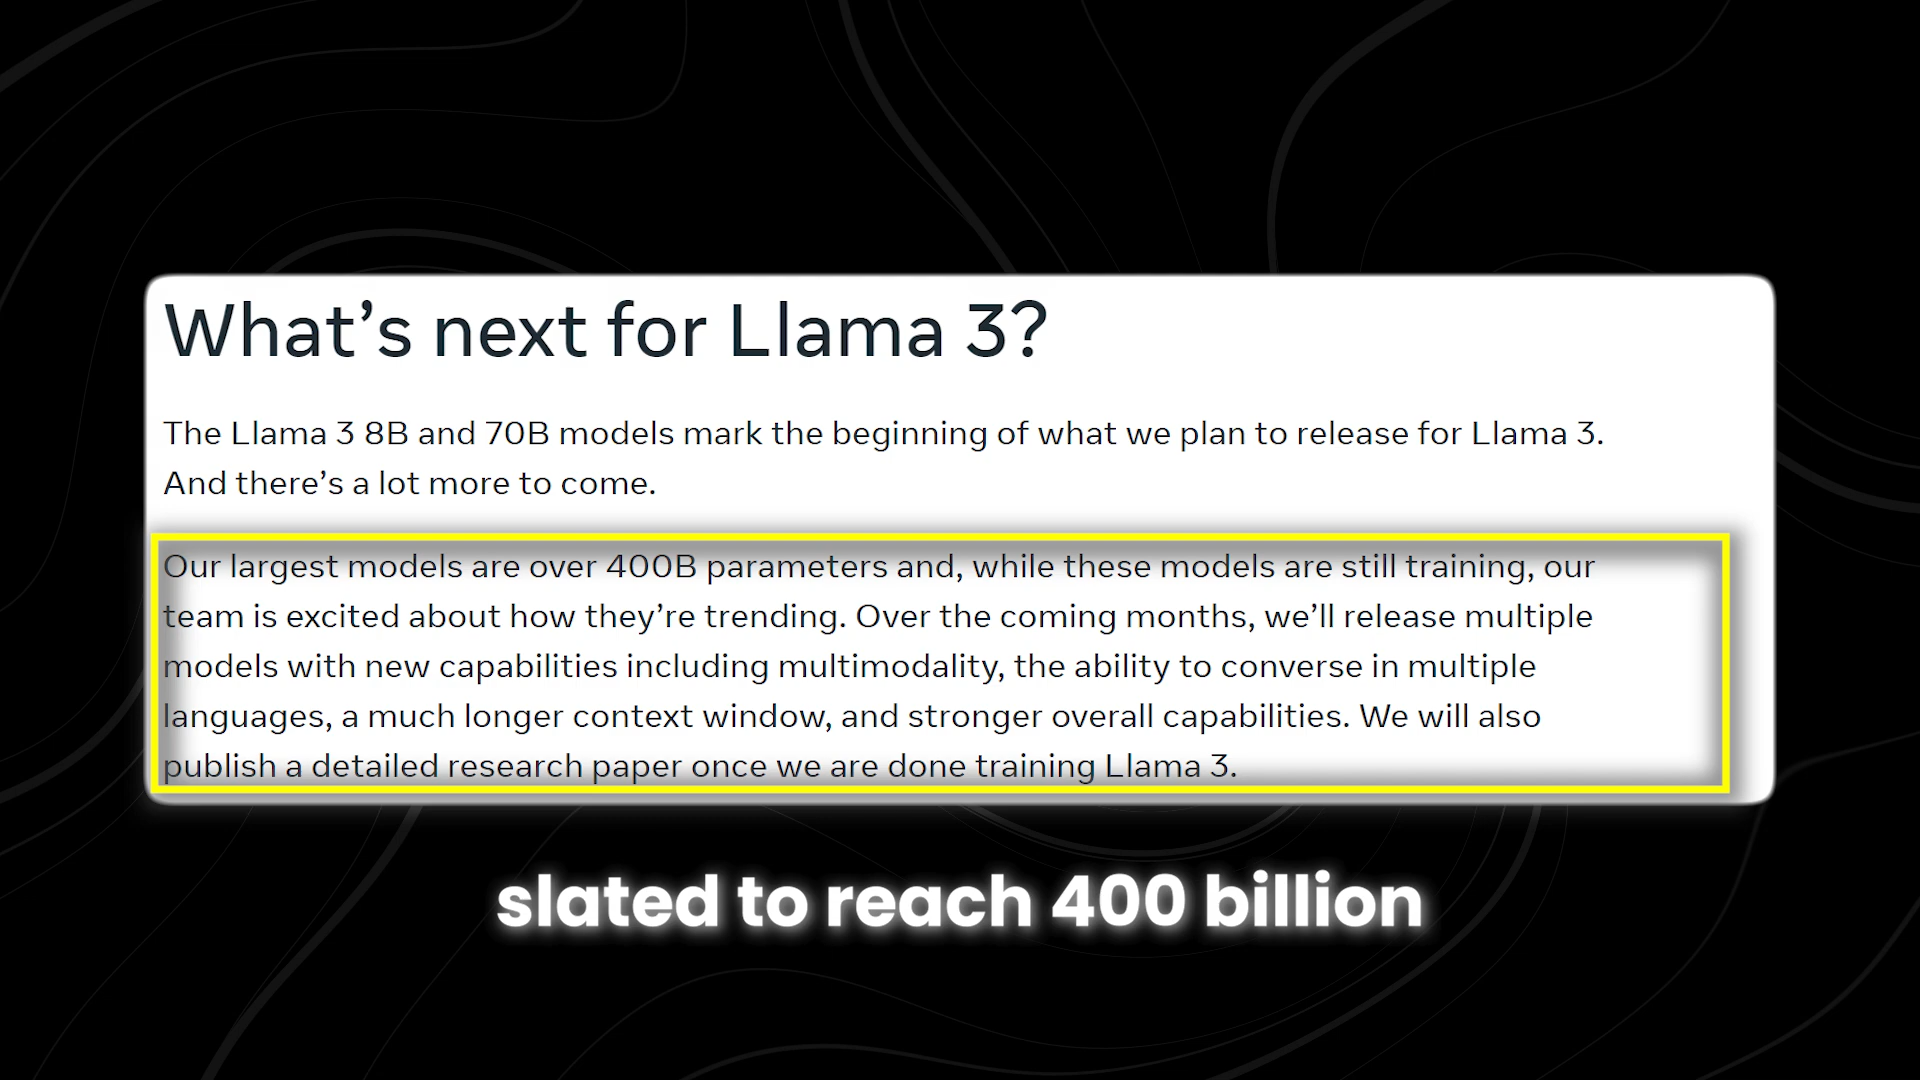 What’s next for Llama 3?
The Llama 3 8B and 70B models mark the beginning of what we plan to release for Llama 3.
And there’s a lot more to come.
Our largest models are over 400B parameters and, while these models are still training, our
team is excited about how they’re trending. Over the coming months, we’ll release multiple
models with new capabilities including multimodality, the ability to converse in multiple
languages, a much longer context window, and stronger overall capabilities. We will also
publish a detailed research paper once we are done training Llama 3.
slated to reach 400 billion